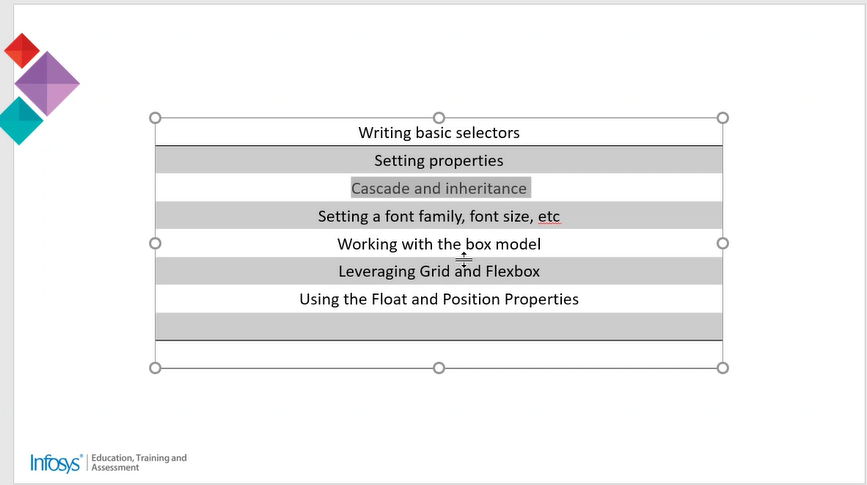 Writing basic selectors
Setting properties
Cascade and inheritance
Setting a font family, font size, etc
Working with the box model
Leveraging Grid and Flexbox
Using the Float and Position Properties
Infosys® | Education, Training and
Assessment